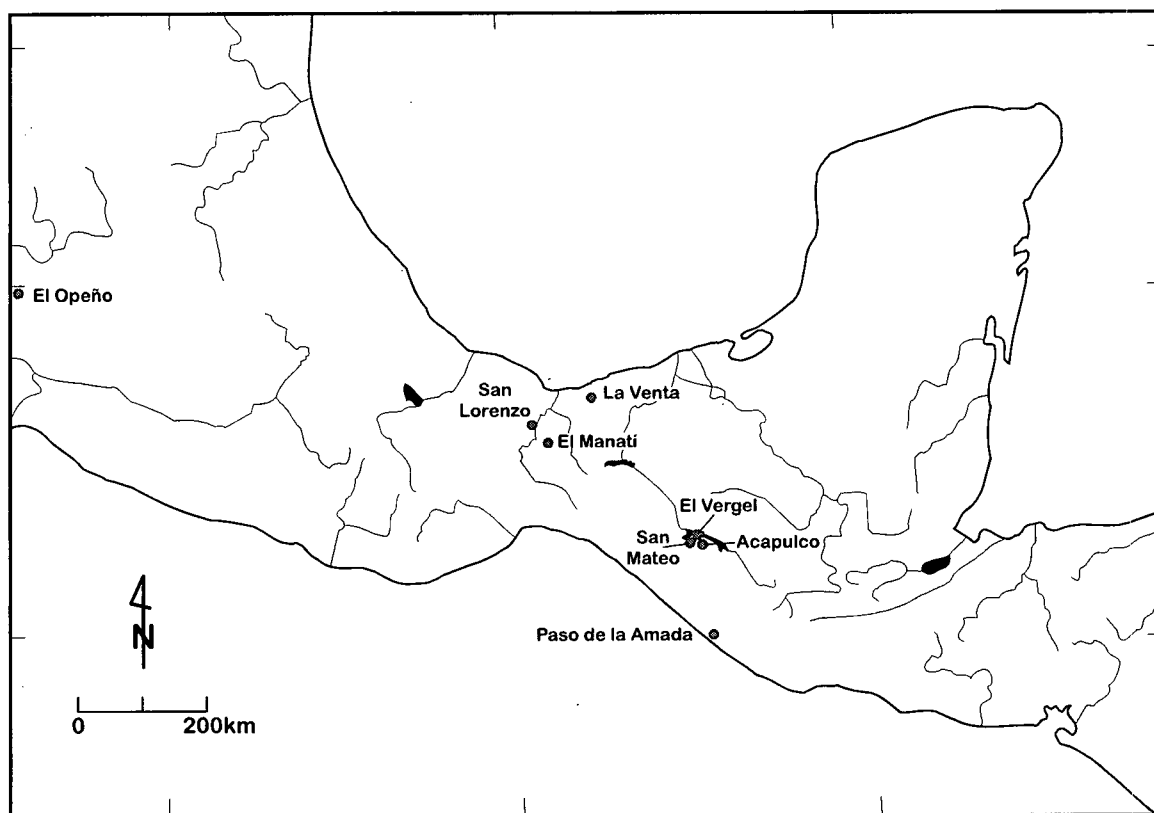 El Opeño
San
Lorenzo
La Venta
El Manatí
El Vergel
San
Mateo
Acapulco
Paso de la Amada
N
0 200km